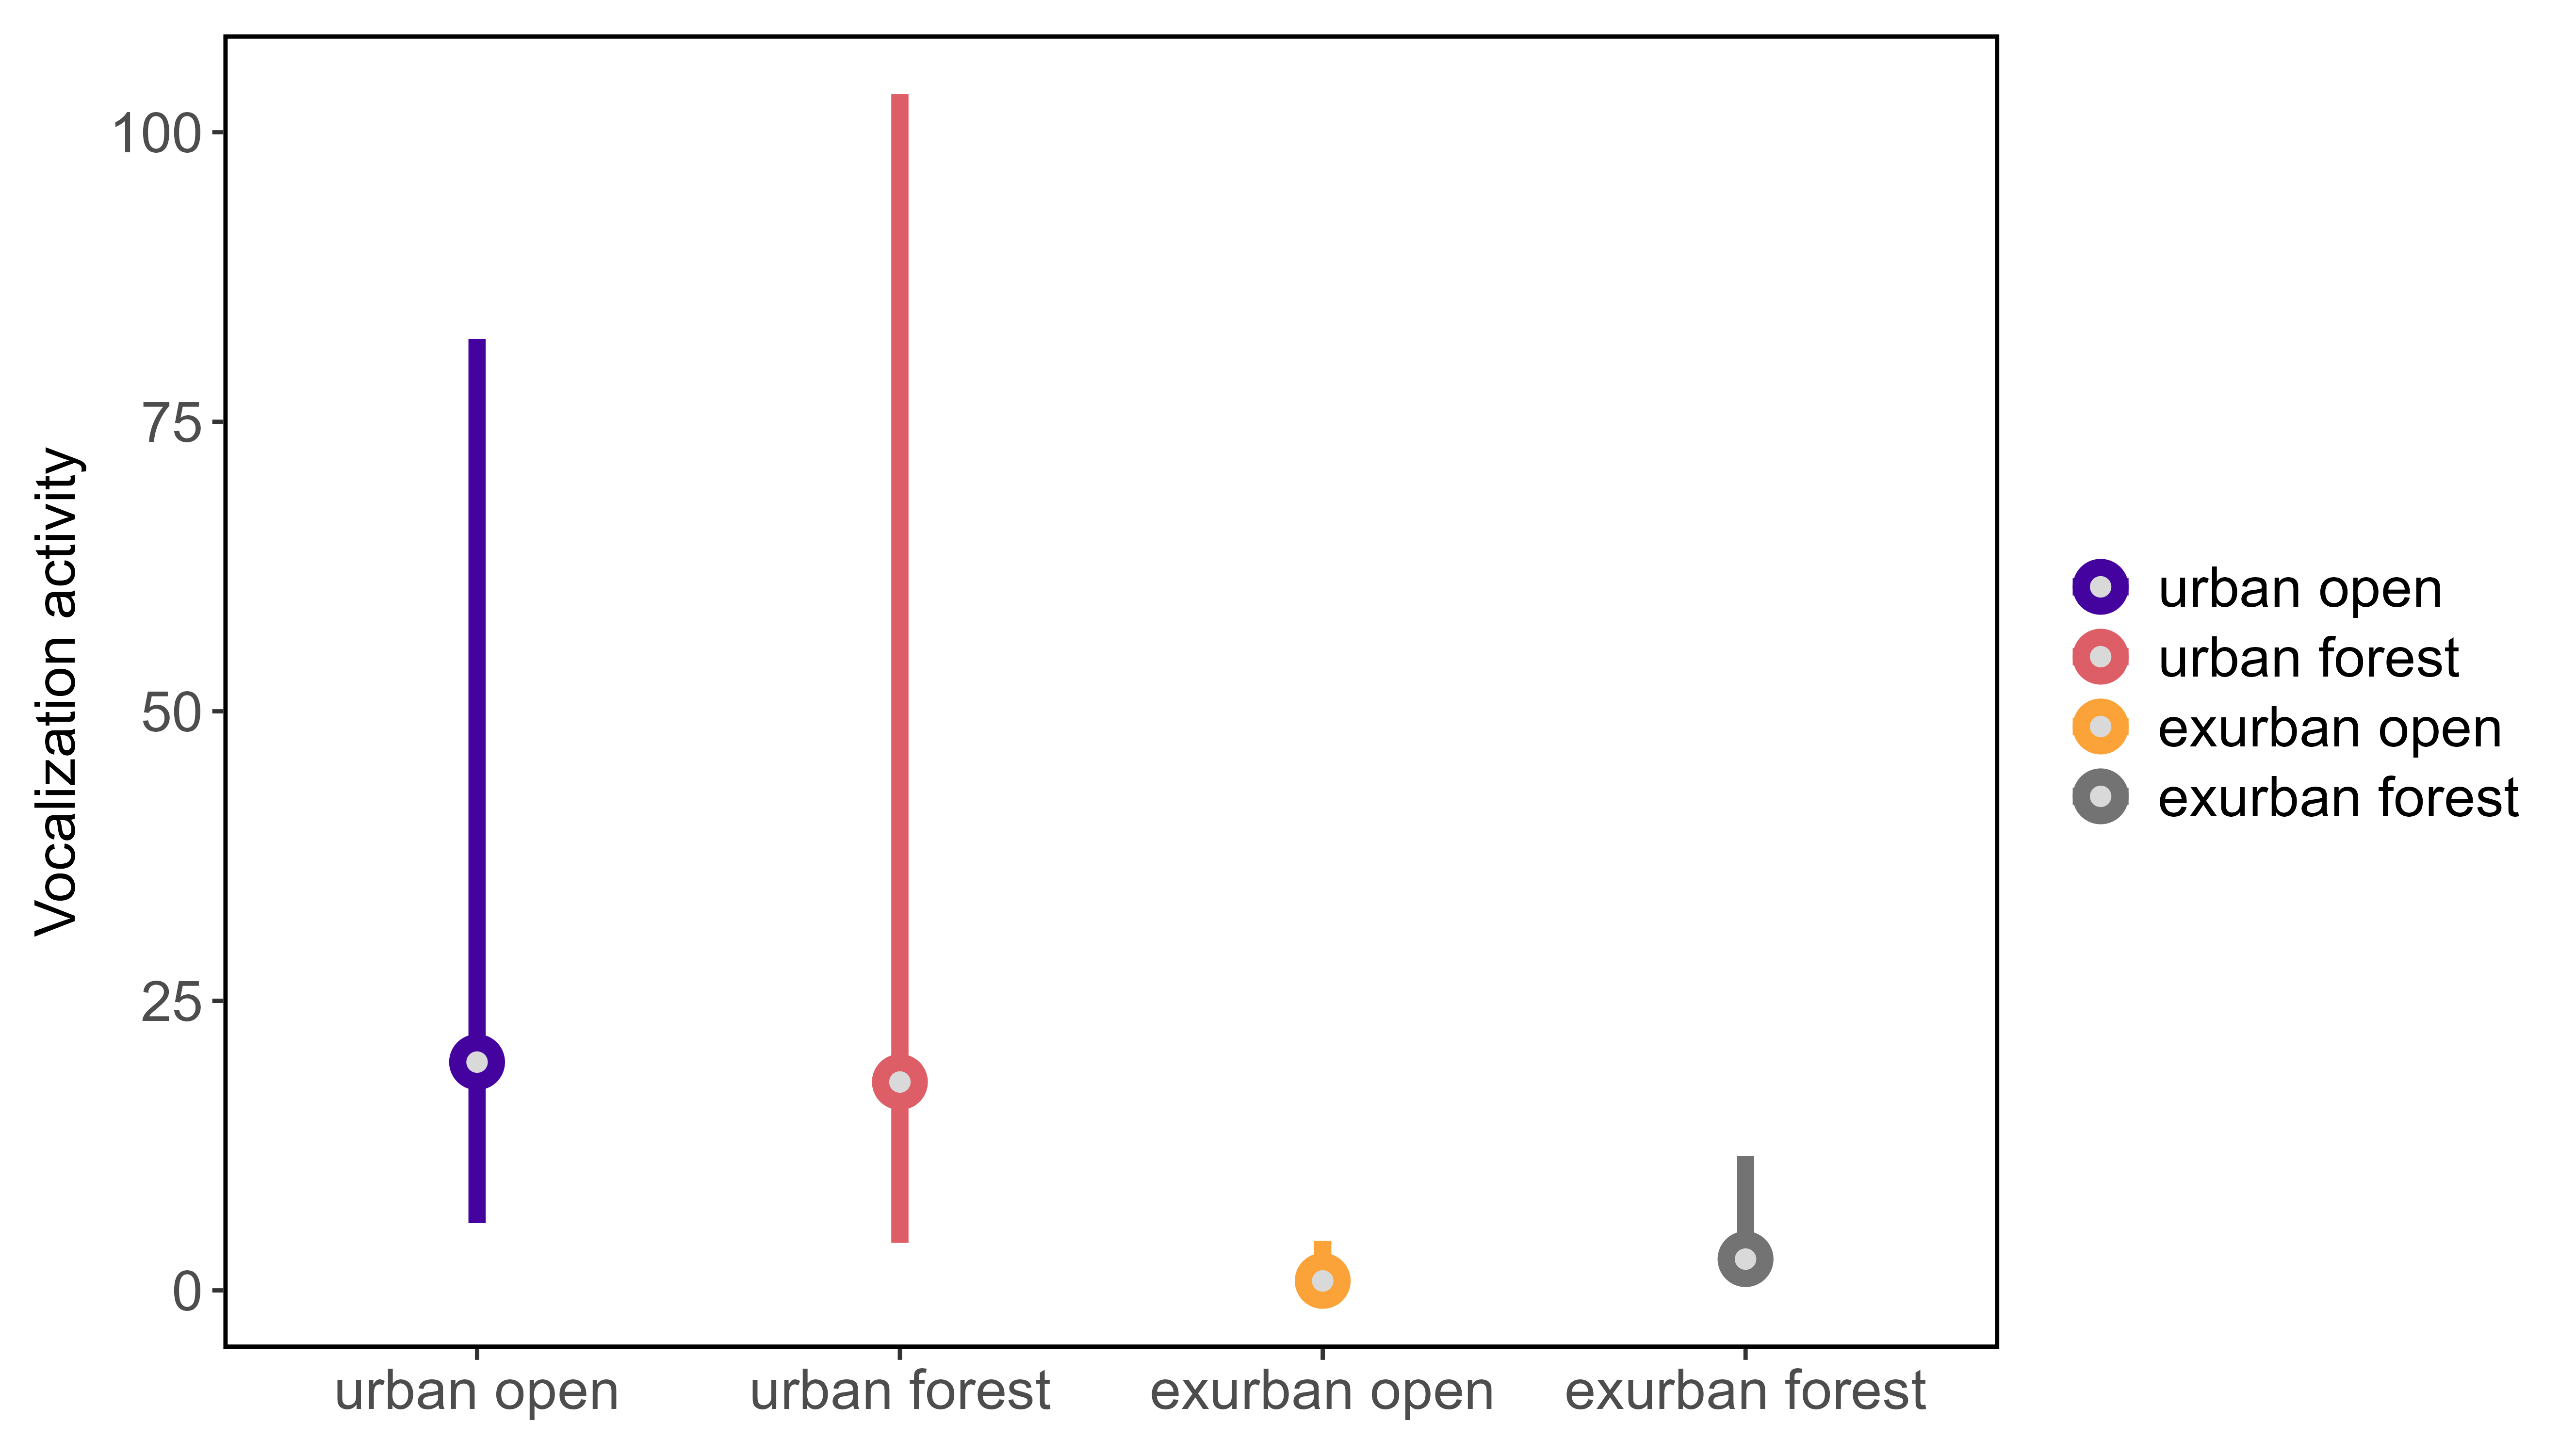 Vocalization activity
100
75
50
25
0
urban open
urban forest
exurban open
exurban forest
urban open
urban forest
exurban open
exurban forest